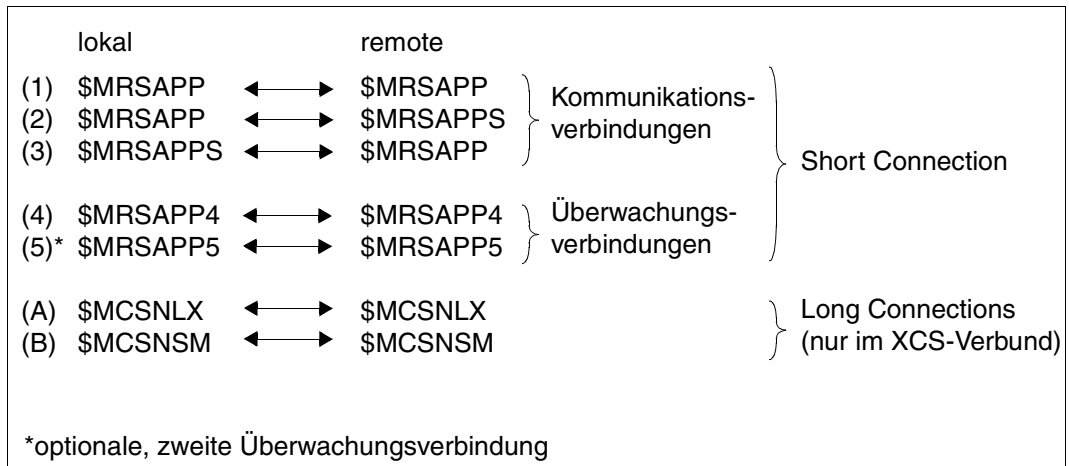 lokal remote
(1) $MRSAPP $MRSAPP
(2) $MRSAPP $MRSAPPS
(3) $MRSAPPS $MRSAPP
Kommunikations-
verbindungen
(4) $MRSAPP4 $MRSAPP4
(5)* $MRSAPP5 $MRSAPP5
Überwachungs-
verbindungen
Short Connection
(A) $MCSNLX $MCSNLX
(B) $MCSNSM $MCSNSM
Long Connections
(nur im XCS-Verbund)
*optionale, zweite Überwachungsverbindung